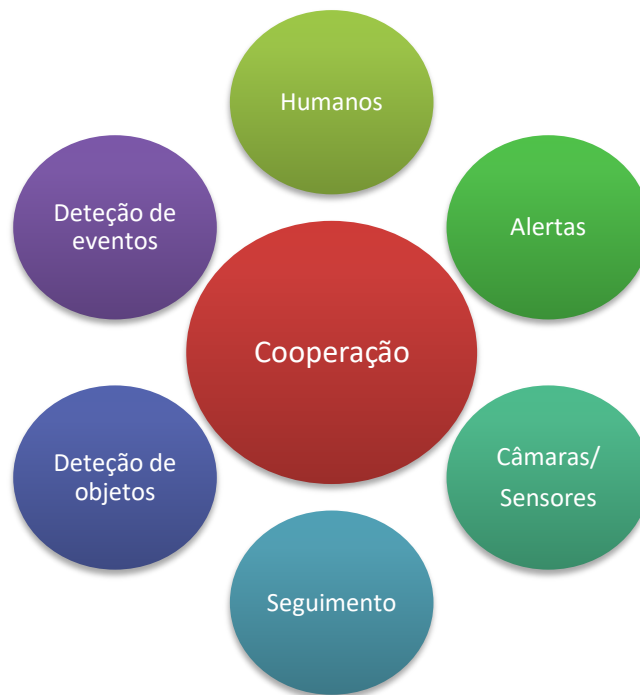 Humanos
Deteção de
eventos
Alertas
Cooperação
Deteção de
objetos
Câmaras/
Sensores
Seguimento